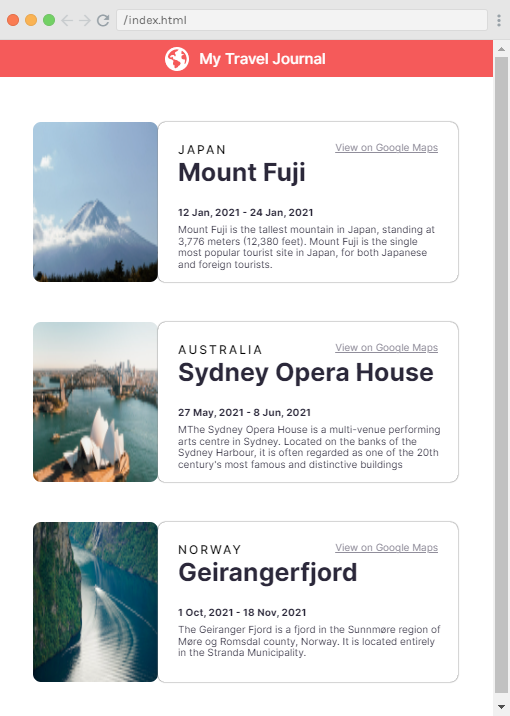 /index.html
My Travel Journal
JAPAN
View on Google Maps
Mount Fuji
12 Jan, 2021 - 24 Jan, 2021
Mount Fuji is the tallest mountain in Japan, standing at
3,776 meters (12,380 feet). Mount Fuji is the single
most popular tourist site in Japan, for both Japanese
and foreign tourists.
AUSTRALIA
View on Google Maps
Sydney Opera House
27 May, 2021 - 8 Jun, 2021
MThe Sydney Opera House is a multi-venue performing
arts centre in Sydney. Located on the banks of the
Sydney Harbour, it is often regarded as one of the 20th
century's most famous and distinctive buildings
NORWAY
View on Google Maps
Geirangerfjord
1 Oct, 2021 - 18 Nov, 2021
The Geiranger Fjord is a fjord in the Sunnmøre region of
Møre og Romsdal county, Norway. It is located entirely
in the Stranda Municipality.